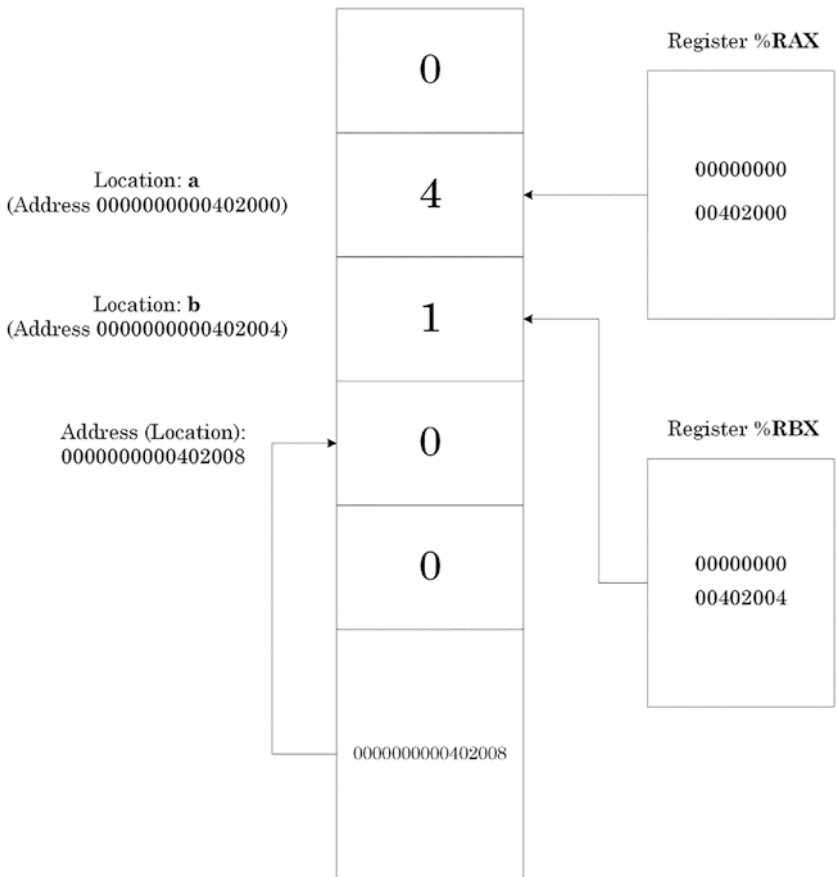 0
Register %RAX
Location: a
(Address 0000000000402000)
4
00000000
00402000
Location: b
(Address 0000000000402004)
1
Address (Location):
0000000000402008
0
Register %RBX
0
00000000
00402004
0000000000402008